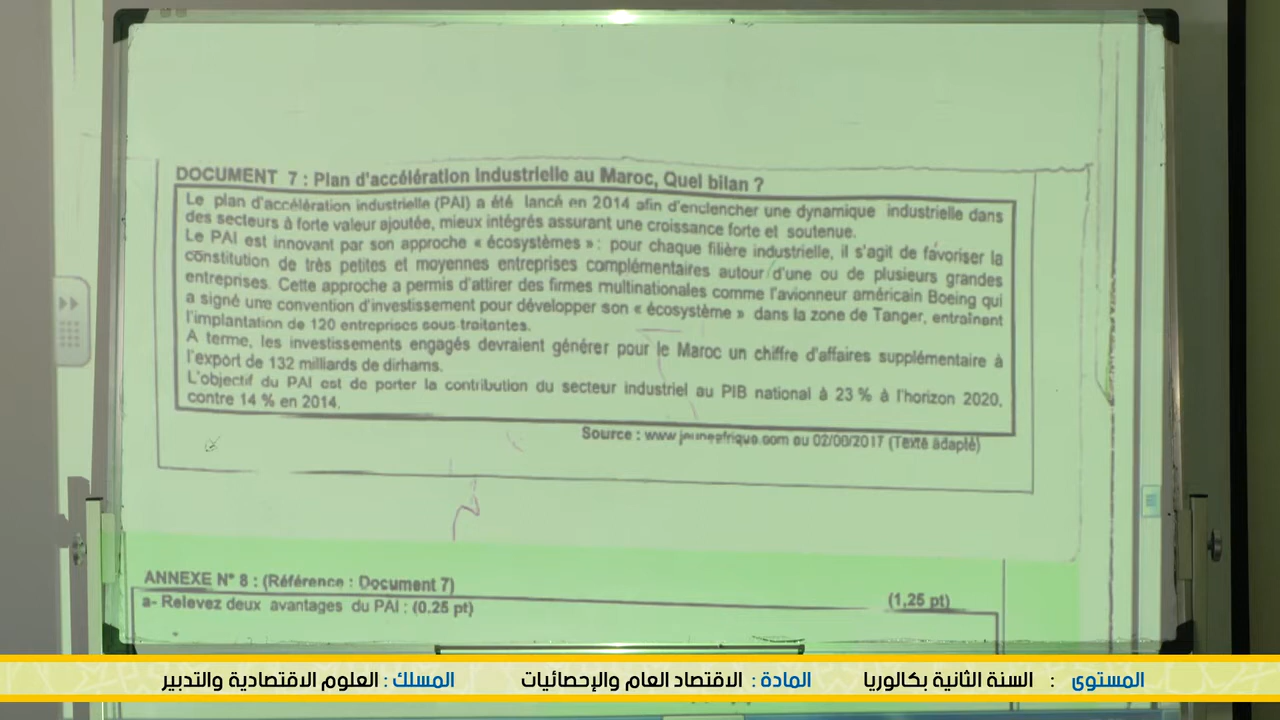 DOCUMENT 7 : Plan d'accélération Industrielle au Maroc, Quel bilan ?
Le plan d'accélération industrielle (PAI) a été lancé en 2014 afin d'enclencher une dynamique industrielle dans
des secteurs à forte valeur ajoutée, mieux intégrés assurant une croissance forte et soutenue.
Le PAI est innovant par son approche « écosystèmes » : pour chaque filière industrielle, il s'agit de favoriser la
constitution de très petites et moyennes entreprises complémentaires autour d'une ou de plusieurs grandes
entreprises. Cette approche a permis d'attirer des firmes multinationales comme l'avionneur américain Boeing qui
a signé une convention d'investissement pour développer son « écosystème » dans la zone de Tanger, entraînant
l'implantation de 120 entreprises sous-traitantes.
A terme, les investissements engagés devraient générer pour le Maroc un chiffre d'affaires supplémentaire à
l'export de 132 milliards de dirhams.
L'objectif du PAI est de porter la contribution du secteur industriel au PIB national à 23 % à l'horizon 2020,
contre 14 % en 2014.
Source : www.jeuneafrique.com (Texte adapté)
ANNEXE N° 8 : (Référence : Document 7)
(1,25 pt)
a- Relevez deux avantages du PAI : (0.25 pt)
المستوى : السنة الثانية بكالوريا المادة : الاقتصاد العام والإحصائيات المسلك : العلوم الاقتصادية والتدبير